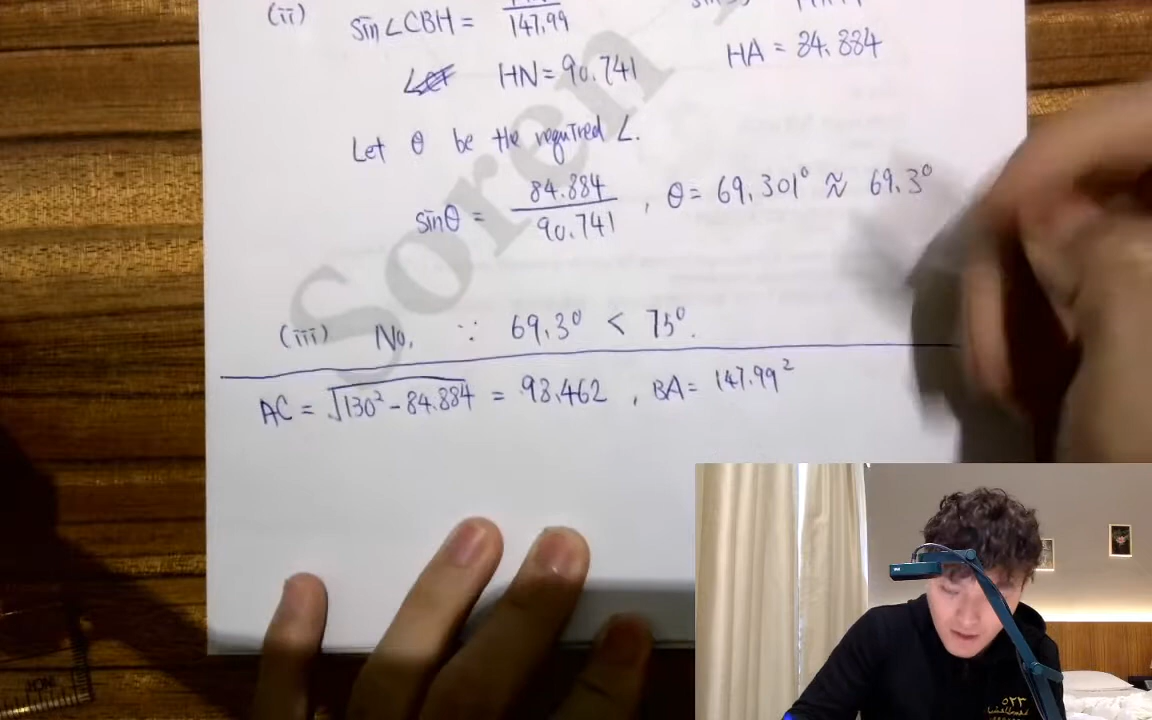 (ii) sin∠CBH = /147.99
HN = 90.741
HA = 84.884
Let θ be the required ∠.
sinθ = 84.884/90.741 , θ = 69.301° ≈ 69.3°
(iii) No. ∵ 69.3° < 75°.
AC = √130² - 84.884 = 98.462 , BA = 147.99²
Soren